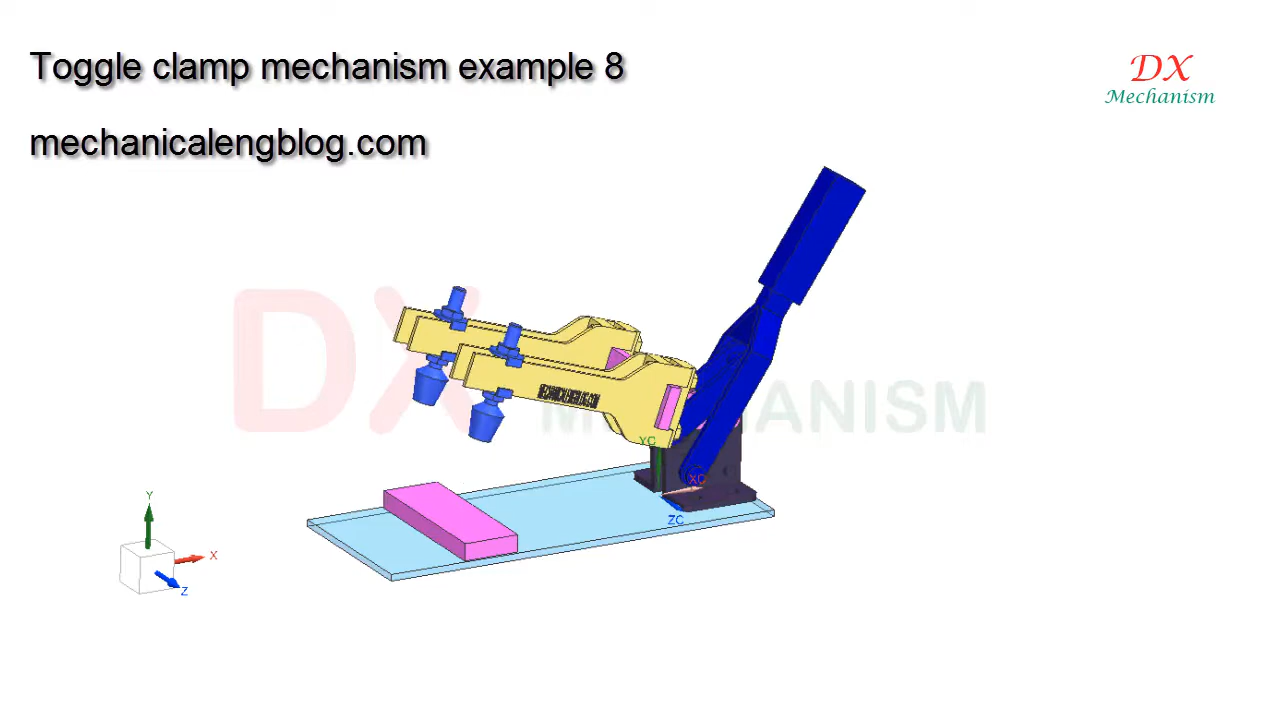 Toggle clamp mechanism example 8
mechanicalengblog.com
DX
Mechanism
DX MECHANISM
YC
XC
ZC
Y
X
Z